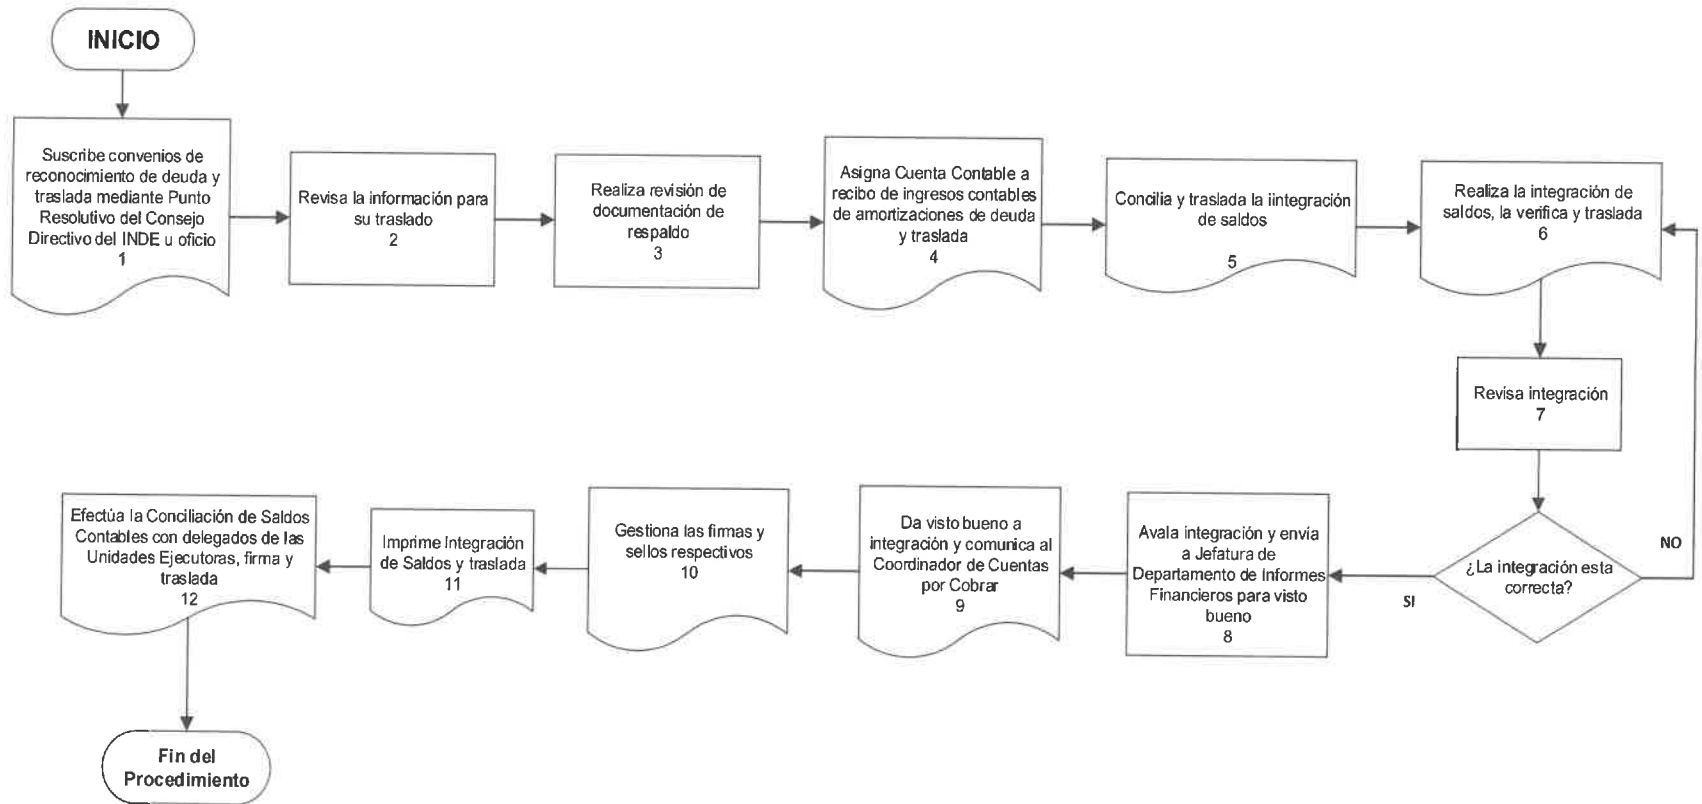 INICIO
Suscribe convenios de
reconocimiento de deuda y
traslada mediante Punto
Resolutivo del Consejo
Directivo del INDE u oficio
1
Revisa la información para
su traslado
2
Realiza revisión de
documentación de
respaldo
3
Asigna Cuenta Contable a
recibo de ingresos contables
de amortizaciones de deuda
y traslada
4
Concilia y traslada la iintegración
de saldos
5
Realiza la integración de
saldos, la verifica y traslada
6
Revisa integración
7
¿La integración esta
correcta?
NO
SI
Avala integración y envía
a Jefatura de
Departamento de Informes
Financieros para visto
bueno
8
Da visto bueno a
integración y comunica al
Coordinador de Cuentas
por Cobrar
9
Gestiona las firmas y
sellos respectivos
10
Imprime Integración
de Saldos y traslada
11
Efectúa la Conciliación de Saldos
Contables con delegados de las
Unidades Ejecutoras, firma y
traslada
12
Fin del
Procedimiento